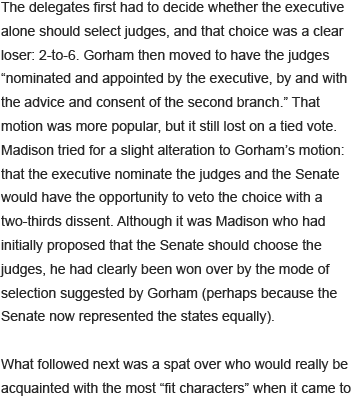 The delegates first had to decide whether the executive
alone should select judges, and that choice was a clear
loser: 2-to-6. Gorham then moved to have the judges
“nominated and appointed by the executive, by and with
the advice and consent of the second branch.” That
motion was more popular, but it still lost on a tied vote.
Madison tried for a slight alteration to Gorham’s motion:
that the executive nominate the judges and the Senate
would have the opportunity to veto the choice with a
two-thirds dissent. Although it was Madison who had
initially proposed that the Senate should choose the
judges, he had clearly been won over by the mode of
selection suggested by Gorham (perhaps because the
Senate now represented the states equally).
What followed next was a spat over who would really be
acquainted with the most “fit characters” when it came to